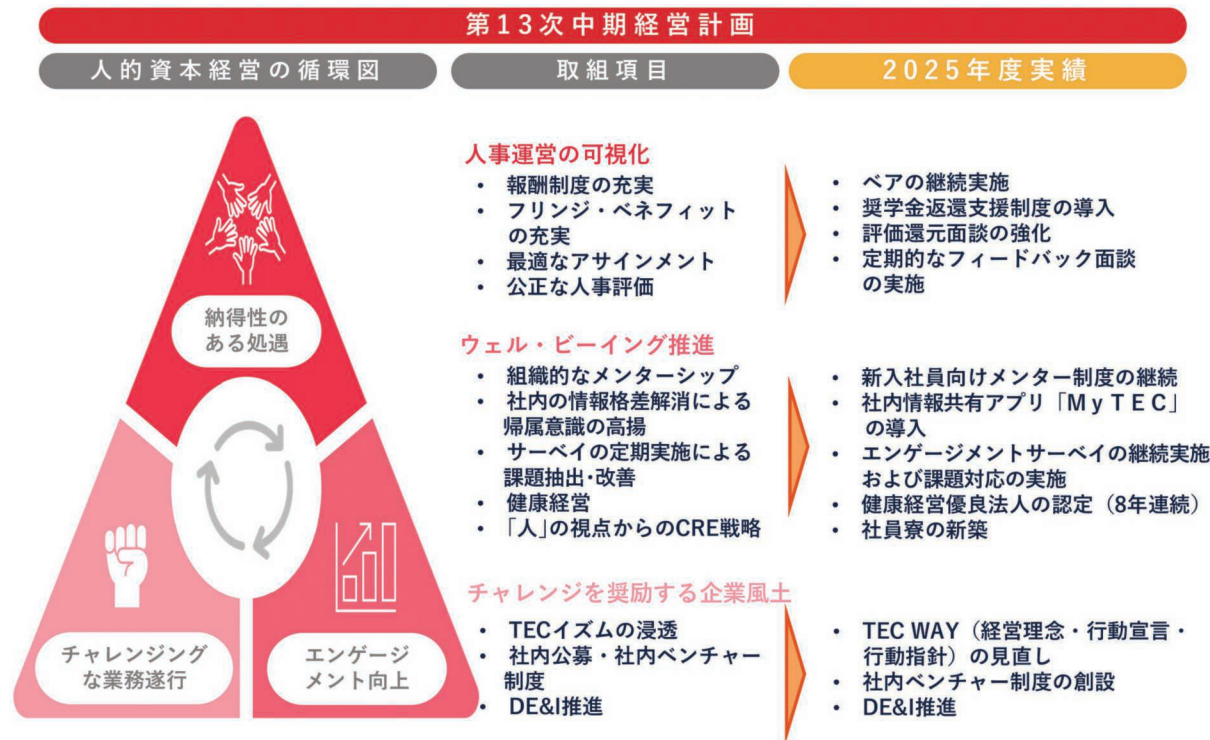 第13次中期経営計画
人的資本経営の循環図
取組項目
2025年度実績
納得性の
ある処遇
チャレンジング
な業務遂行
エンゲージ
メント向上
人事運営の可視化
• 報酬制度の充実
• フリンジ・ベネフィット
の充実
• 最適なアサインメント
• 公正な人事評価
• ベアの継続実施
• 奨学金返還支援制度の導入
• 評価還元面談の強化
• 定期的なフィードバック面談
の実施
ウェル・ビーイング推進
• 組織的なメンターシップ
• 社内の情報格差解消による
帰属意識の高揚
• サーベイの定期実施による
課題抽出・改善
• 健康経営
• 「人」の視点からのCRE戦略
• 新入社員向けメンター制度の継続
• 社内情報共有アプリ「MyTEC」
の導入
• エンゲージメントサーベイの継続実施
および課題対応の実施
• 健康経営優良法人の認定（8年連続）
• 社員寮の新築
チャレンジを奨励する企業風土
• TECイズムの浸透
• 社内公募・社内ベンチャー
制度
• DE&I推進
• TEC WAY（経営理念・行動宣言・
行動指針）の見直し
• 社内ベンチャー制度の創設
• DE&I推進